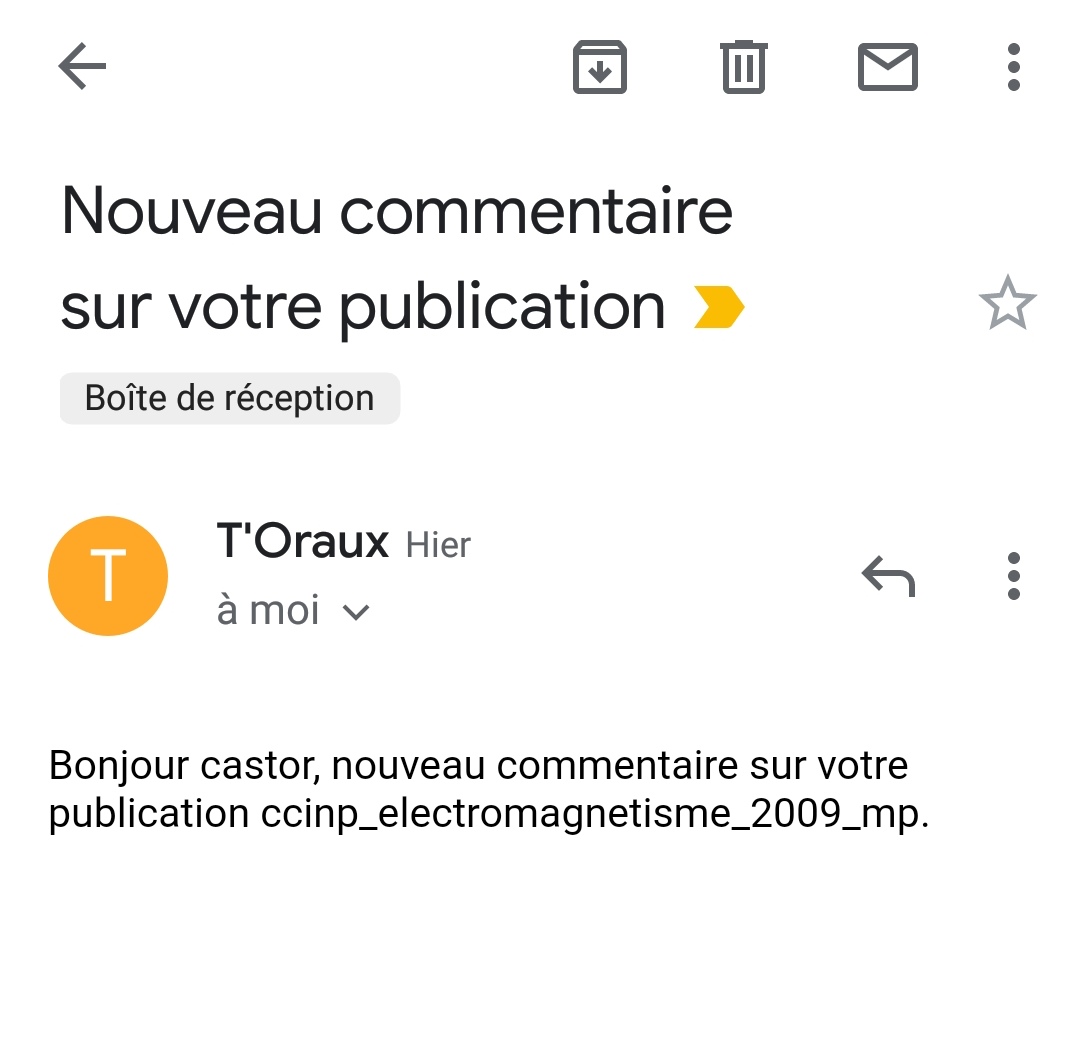 Nouveau commentaire
sur votre publication
Boîte de réception
T
T'Oraux Hier
à moi
Bonjour castor, nouveau commentaire sur votre
publication ccinp_electromagnetisme_2009_mp.